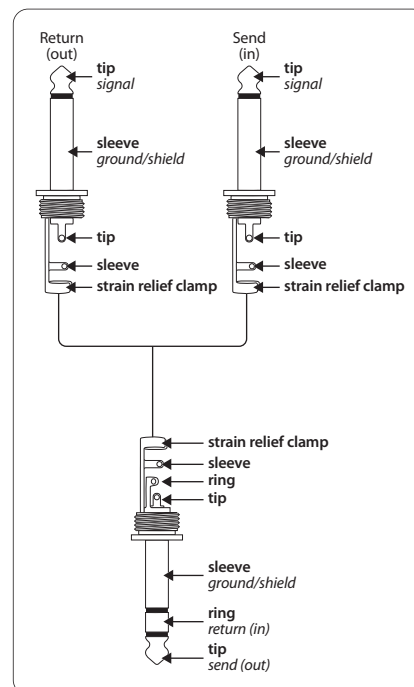 Return
(out)
tip
signal
sleeve
ground/shield
tip
sleeve
strain relief clamp
Send
(in)
tip
signal
sleeve
ground/shield
tip
sleeve
strain relief clamp
strain relief clamp
sleeve
ring
tip
sleeve
ground/shield
ring
return (in)
tip
send (out)